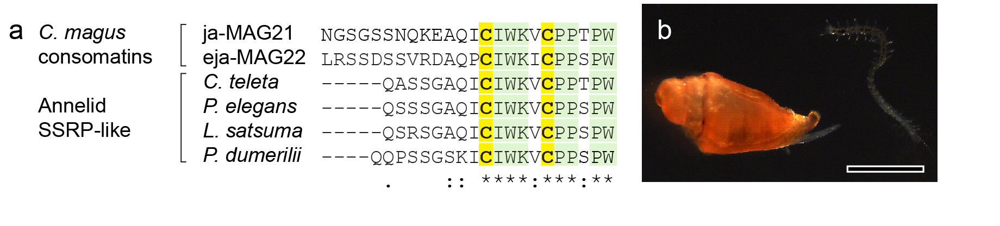 a C. magus ja-MAG21 NGSGSSNQKEAQICIWKVCPPTPW
consomatins eja-MAG22 LRSSDSSVRDAQPCIWKICPPSPW
C. teleta -----QASSGAQICIWKVCPPTPW
Annelid P. elegans -----QSSSGAQICIWKVCPPSPW
SSRP-like L. satsuma -----QSRSGAQICIWKVCPPSPW
P. dumerilii ----QQPSSGSKICIWKVCPPSPW
. :: ****:***:**
b